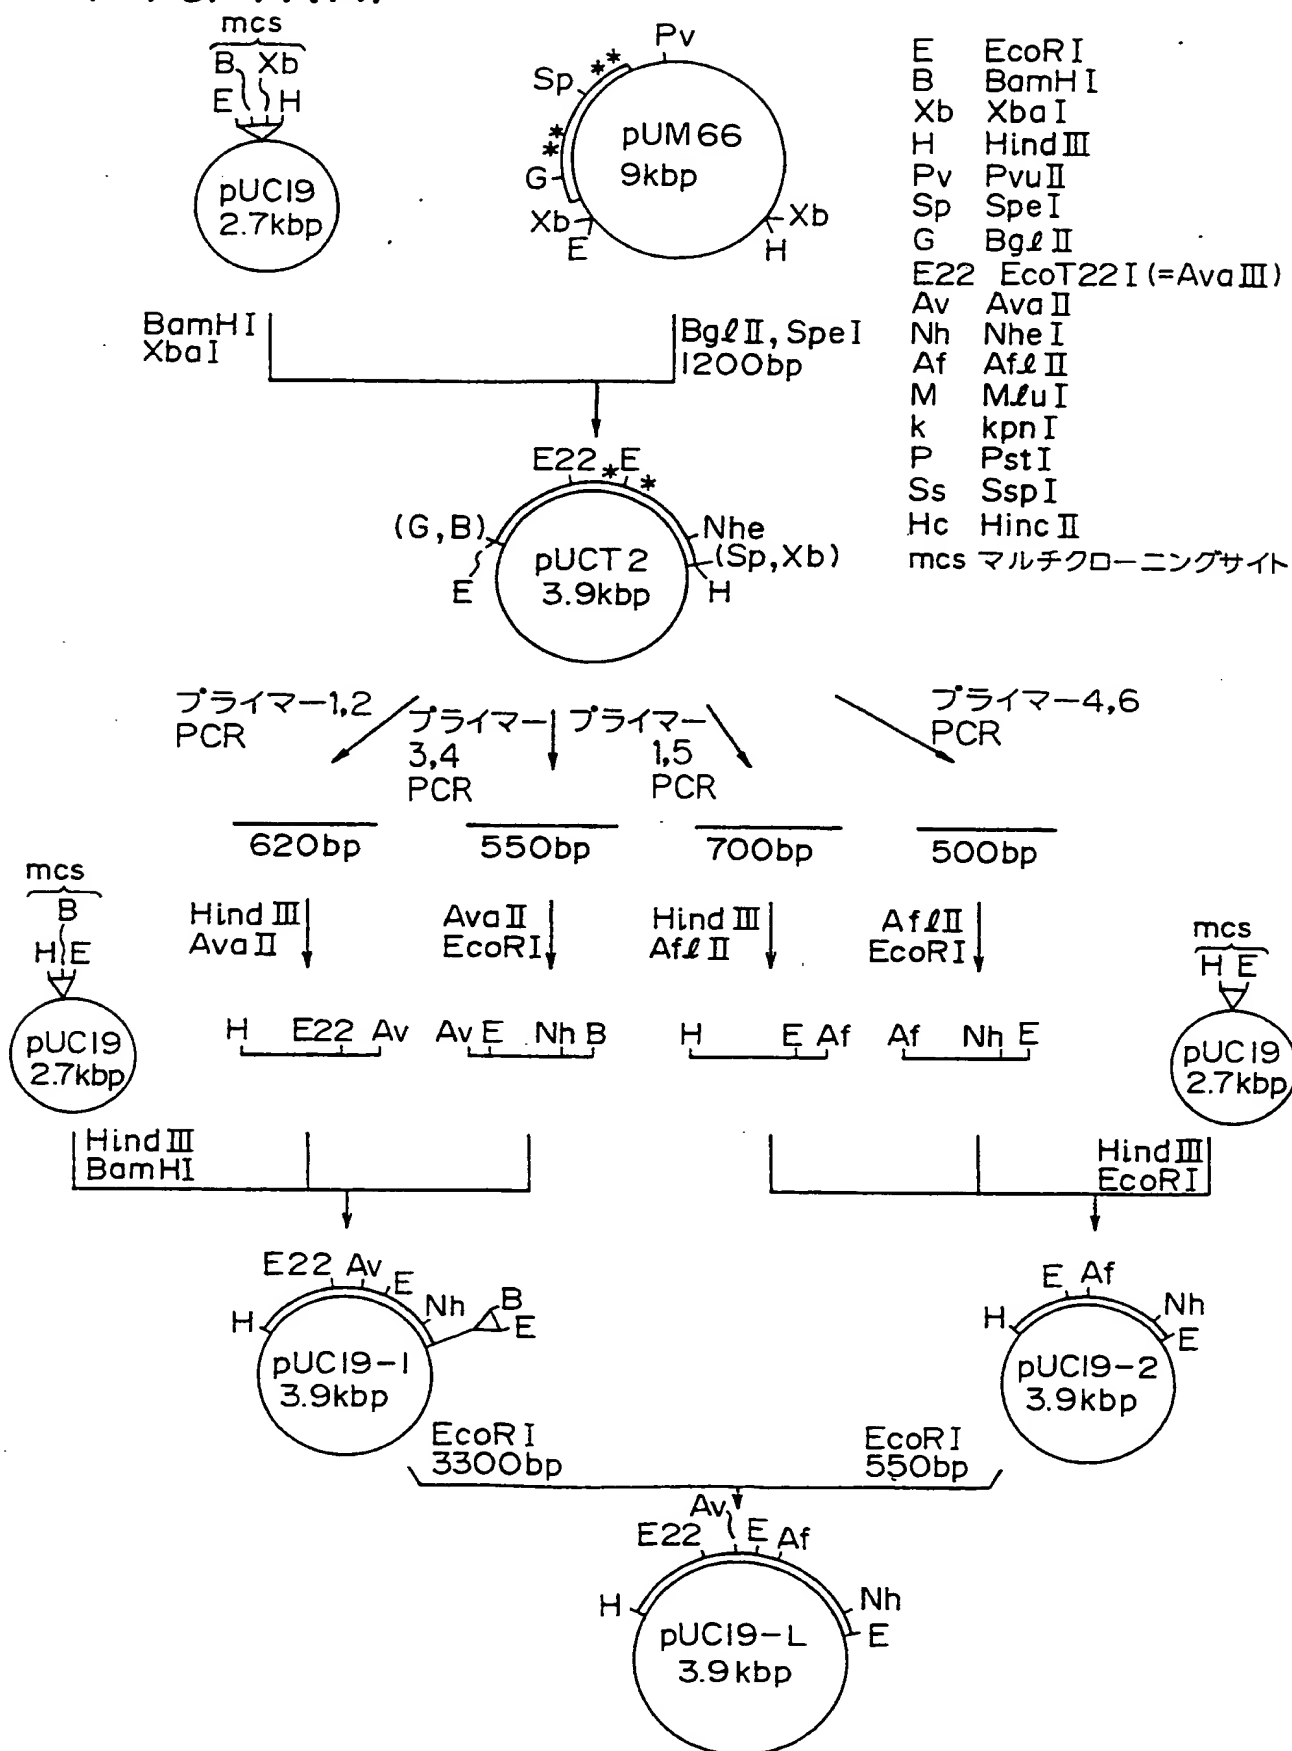 mcs
B Xb
E H
pUC19
2.7kbp
Pv
Sp
**
**
G
Xb
E
pUM66
9kbp
Xb
H
E EcoRI
B BamHI
Xb XbaI
H HindIII
Pv PvuII
Sp SpeI
G BglII
E22 EcoT22I (=AvaIII)
Av AvaII
Nh NheI
Af AflII
M MluI
k kpnI
P PstI
Ss SspI
Hc HincII
mcs マルチクローニングサイト
BamHI
XbaI
BglII, SpeI
1200bp
E22 * E *
(G,B)
E
Nhe
(Sp,Xb)
H
pUCT2
3.9kbp
プライマー1,2
PCR
プライマー
3,4
PCR
プライマー
1,5
PCR
プライマー4,6
PCR
620bp
550bp
700bp
500bp
mcs
B
H E
pUC19
2.7kbp
HindIII
AvaII
AvaII
EcoRI
HindIII
AflII
AflII
EcoRI
mcs
H E
pUC19
2.7kbp
H E22 Av
Av E Nh B
H E Af
Af Nh E
HindIII
BamHI
HindIII
EcoRI
E22 Av E
H
Nh
B
E
pUC19-1
3.9kbp
E Af
H
Nh
E
pUC19-2
3.9kbp
EcoRI
3300bp
EcoRI
550bp
Av
E22 E Af
H
Nh
E
pUC19-L
3.9kbp